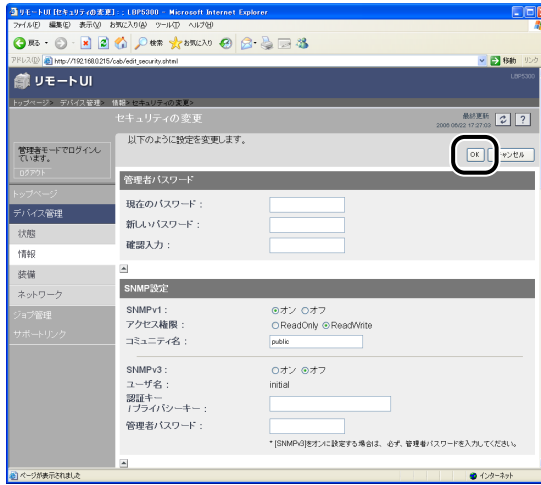 リモートUI [セキュリティの変更] : : LBP5300 - Microsoft Internet Explorer
ファイル(F) 編集(E) 表示(V) お気に入り(A) ツール(T) ヘルプ(H)
戻る 検索 お気に入り
アドレス(D) http://192.168.0.215/cab/edit_security.shtml 移動 リンク
リモートUI LBP5300
トップページ> デバイス管理> 情報> セキュリティの変更>
セキュリティの変更
最終更新
2006 06/22 17:27:03
管理者モードでログインしています。
ログアウト
以下のように設定を変更します。
OK キャンセル
トップページ
デバイス管理
状態
情報
装備
ネットワーク
ジョブ管理
サポートリンク
管理者パスワード
現在のパスワード :
新しいパスワード :
確認入力 :
SNMP設定
SNMPv1 : オン オフ
アクセス権限 : ReadOnly ReadWrite
コミュニティ名 : public
SNMPv3 : オン オフ
ユーザ名 : initial
認証キー
/プライバシーキー :
管理者パスワード :
* [SNMPv3]をオンに設定する場合は、必ず、管理者パスワードを入力してください。
ページが表示されました インターネット